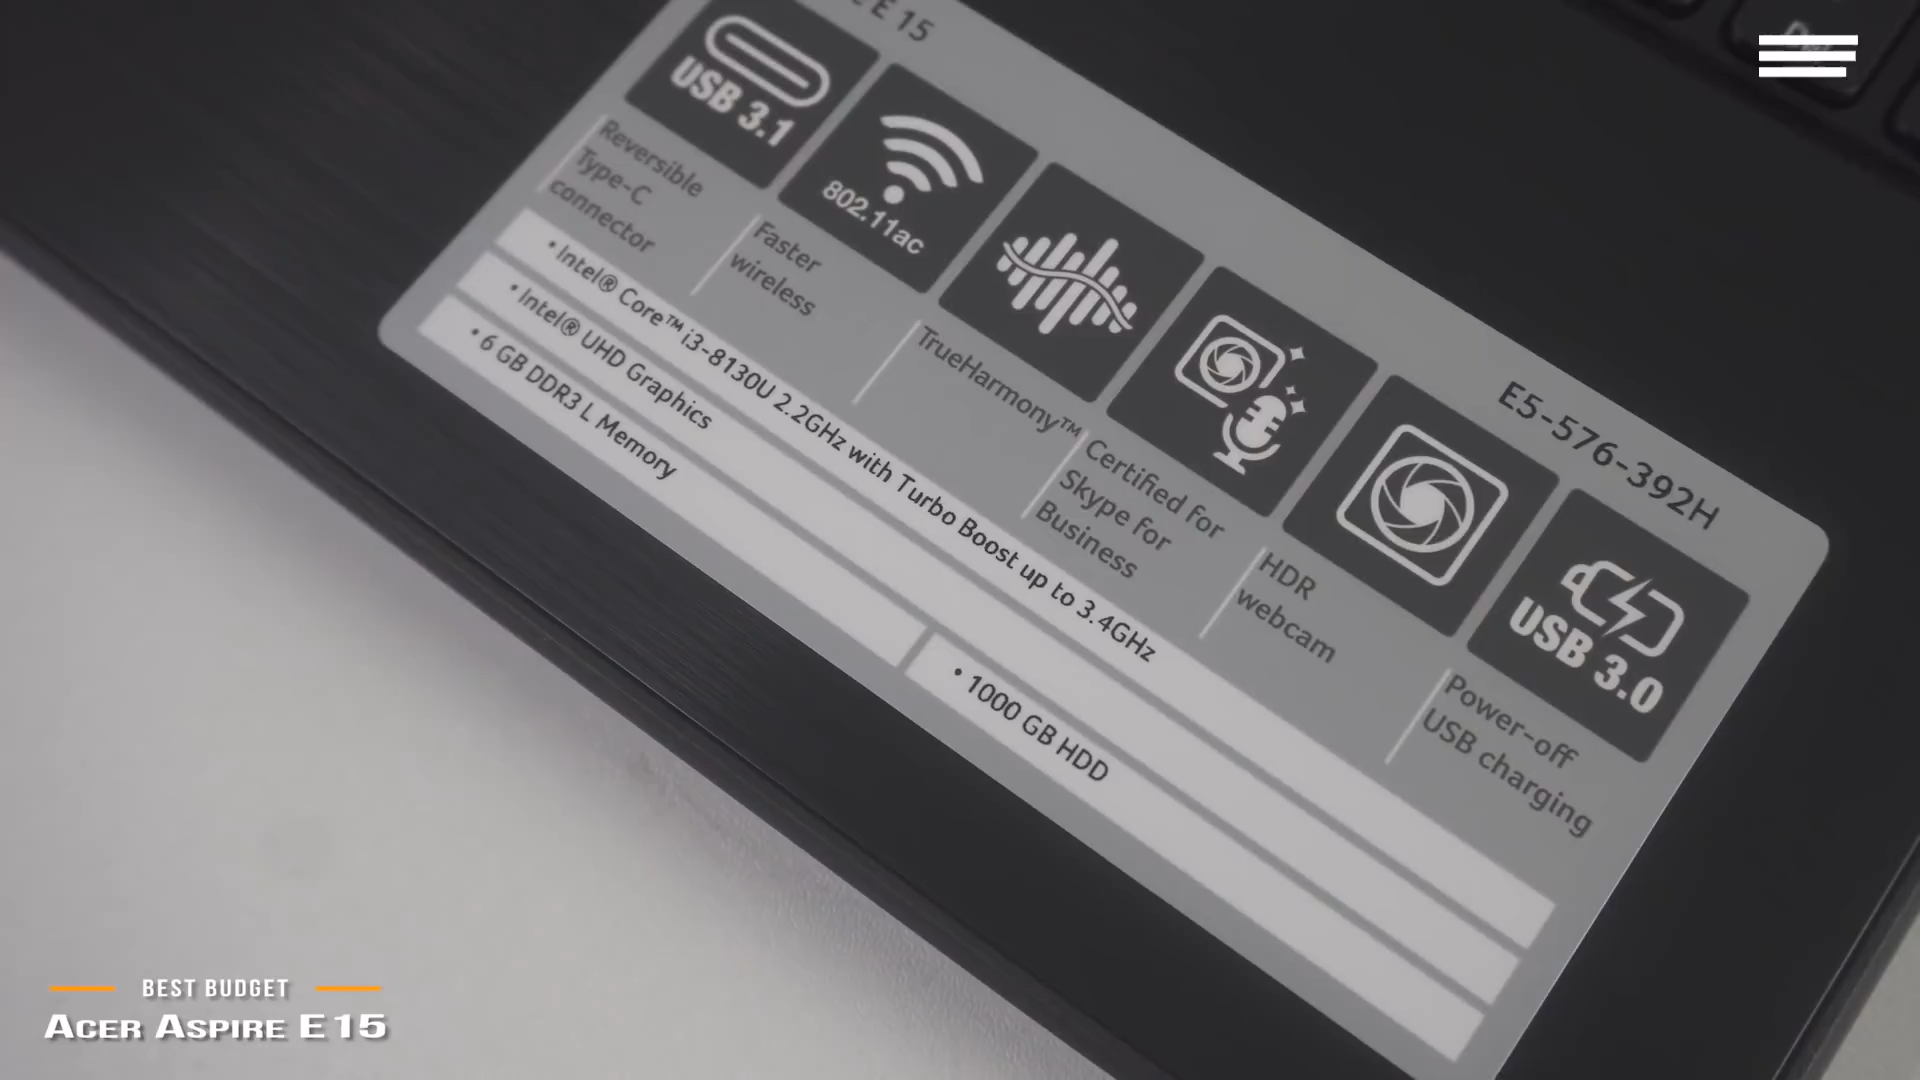 E 15
E5-576-392H
USB 3.1
Reversible
Type-C
connector
802.11ac
Faster
wireless
TrueHarmony™
Certified for
Skype for
Business
HDR
webcam
USB 3.0
Power-off
USB charging
• Intel® Core™ i3-8130U 2.2GHz with Turbo Boost up to 3.4GHz
• Intel® UHD Graphics
• 6 GB DDR3 L Memory
• 1000 GB HDD
BEST BUDGET
ACER ASPIRE E 15